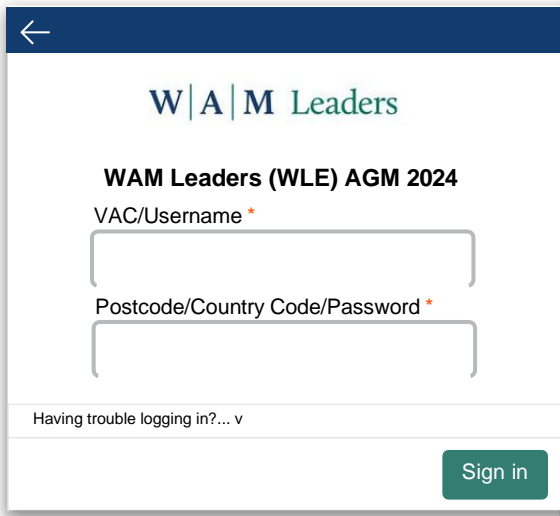 W|A|M Leaders
WAM Leaders (WLE) AGM 2024
VAC/Username *
Postcode/Country Code/Password *
Having trouble logging in?... v
Sign in